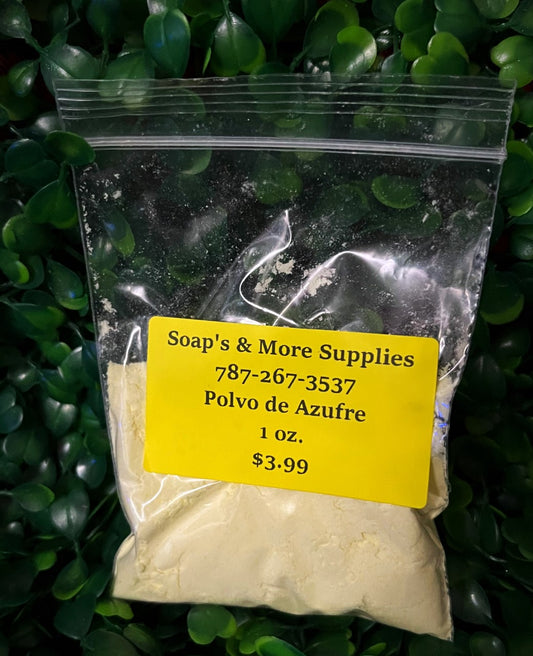 Soap's & More Supplies
787-267-3537
Polvo de Azufre
1 oz.
$3.99